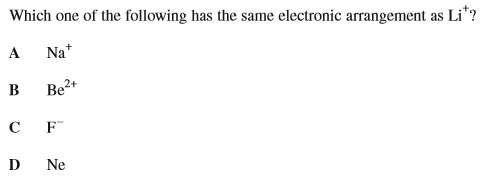 Which one of the following has the same electronic arrangement as Li⁺?
A Na⁺
B Be²⁺
C F⁻
D Ne